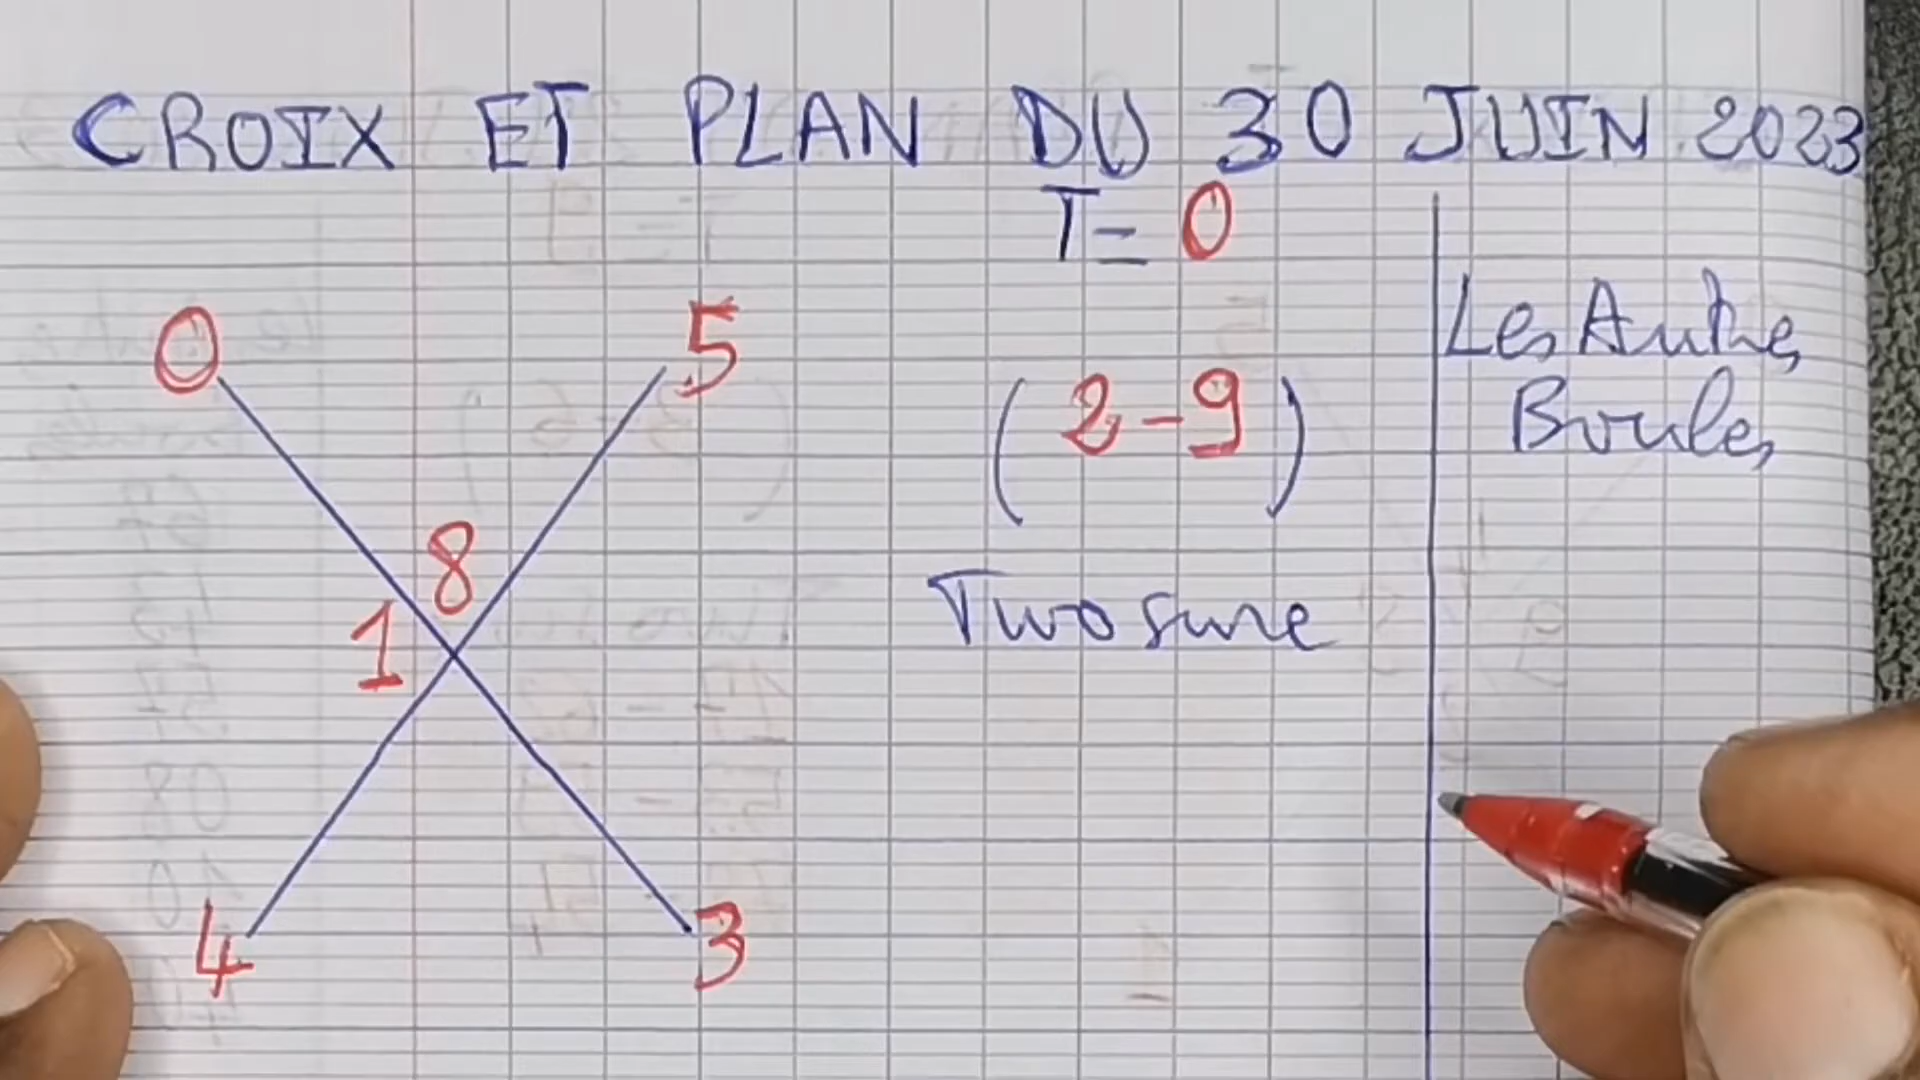 CROIX ET PLAN DU 30 JUIN 2023
T= 0
0 5
(2-9)
8
1
4 3
Two sure
Les Autres
Boules